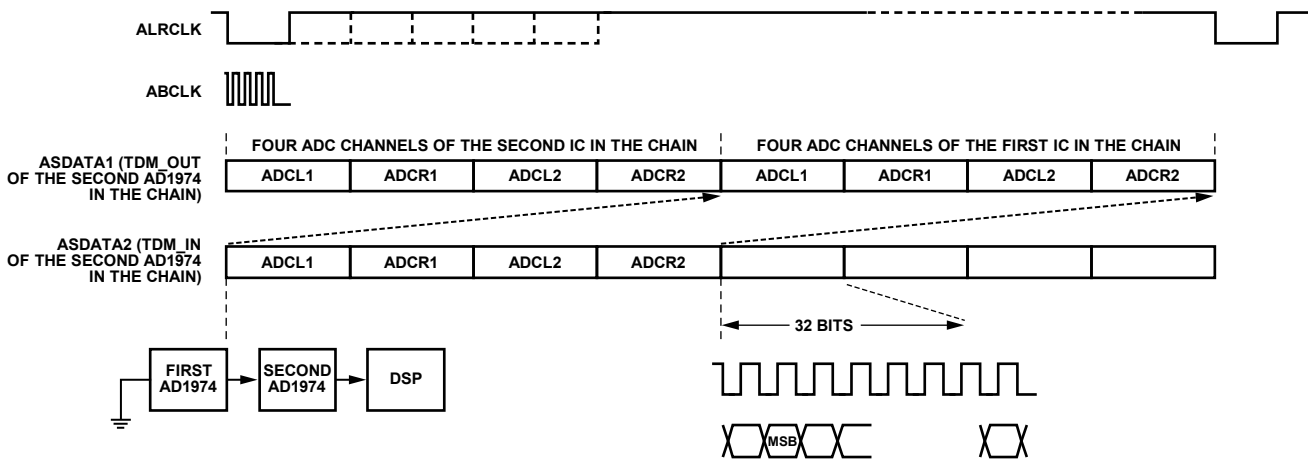 ALRCLK
ABCLK
FOUR ADC CHANNELS OF THE SECOND IC IN THE CHAIN
FOUR ADC CHANNELS OF THE FIRST IC IN THE CHAIN
ASDATA1 (TDM_OUT
OF THE SECOND AD1974
IN THE CHAIN)
ADCL1 ADCR1 ADCL2 ADCR2 ADCL1 ADCR1 ADCL2 ADCR2
ASDATA2 (TDM_IN
OF THE SECOND AD1974
IN THE CHAIN)
ADCL1 ADCR1 ADCL2 ADCR2
32 BITS
FIRST
AD1974
SECOND
AD1974
DSP
MSB